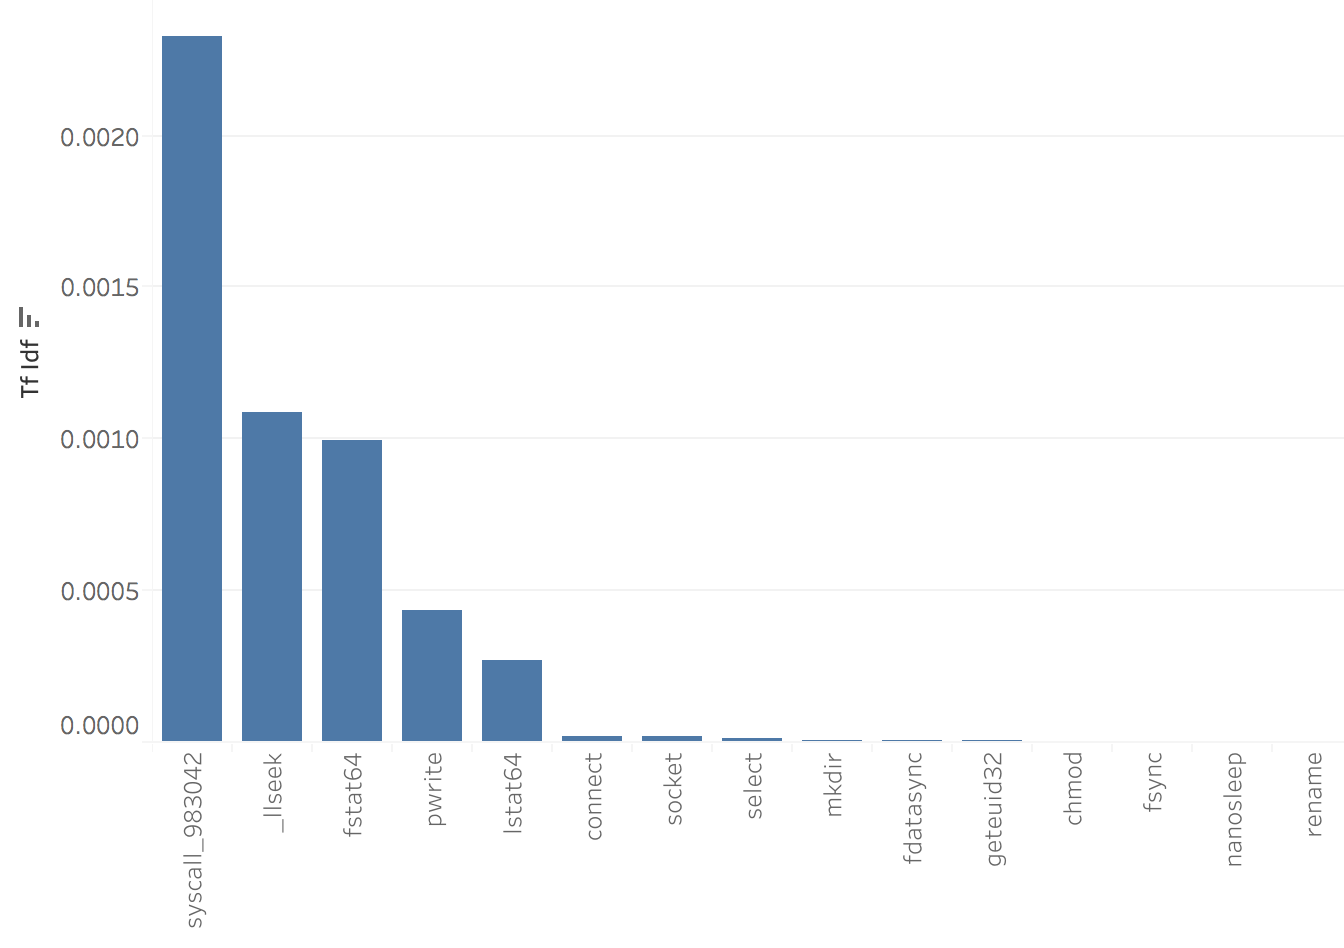 0.0020
0.0015
0.0010
0.0005
0.0000
Tf Idf
syscall_983042
_llseek
fstat64
pwrite
lstat64
connect
socket
select
mkdir
fdatasync
geteuid32
chmod
fsync
nanosleep
rename